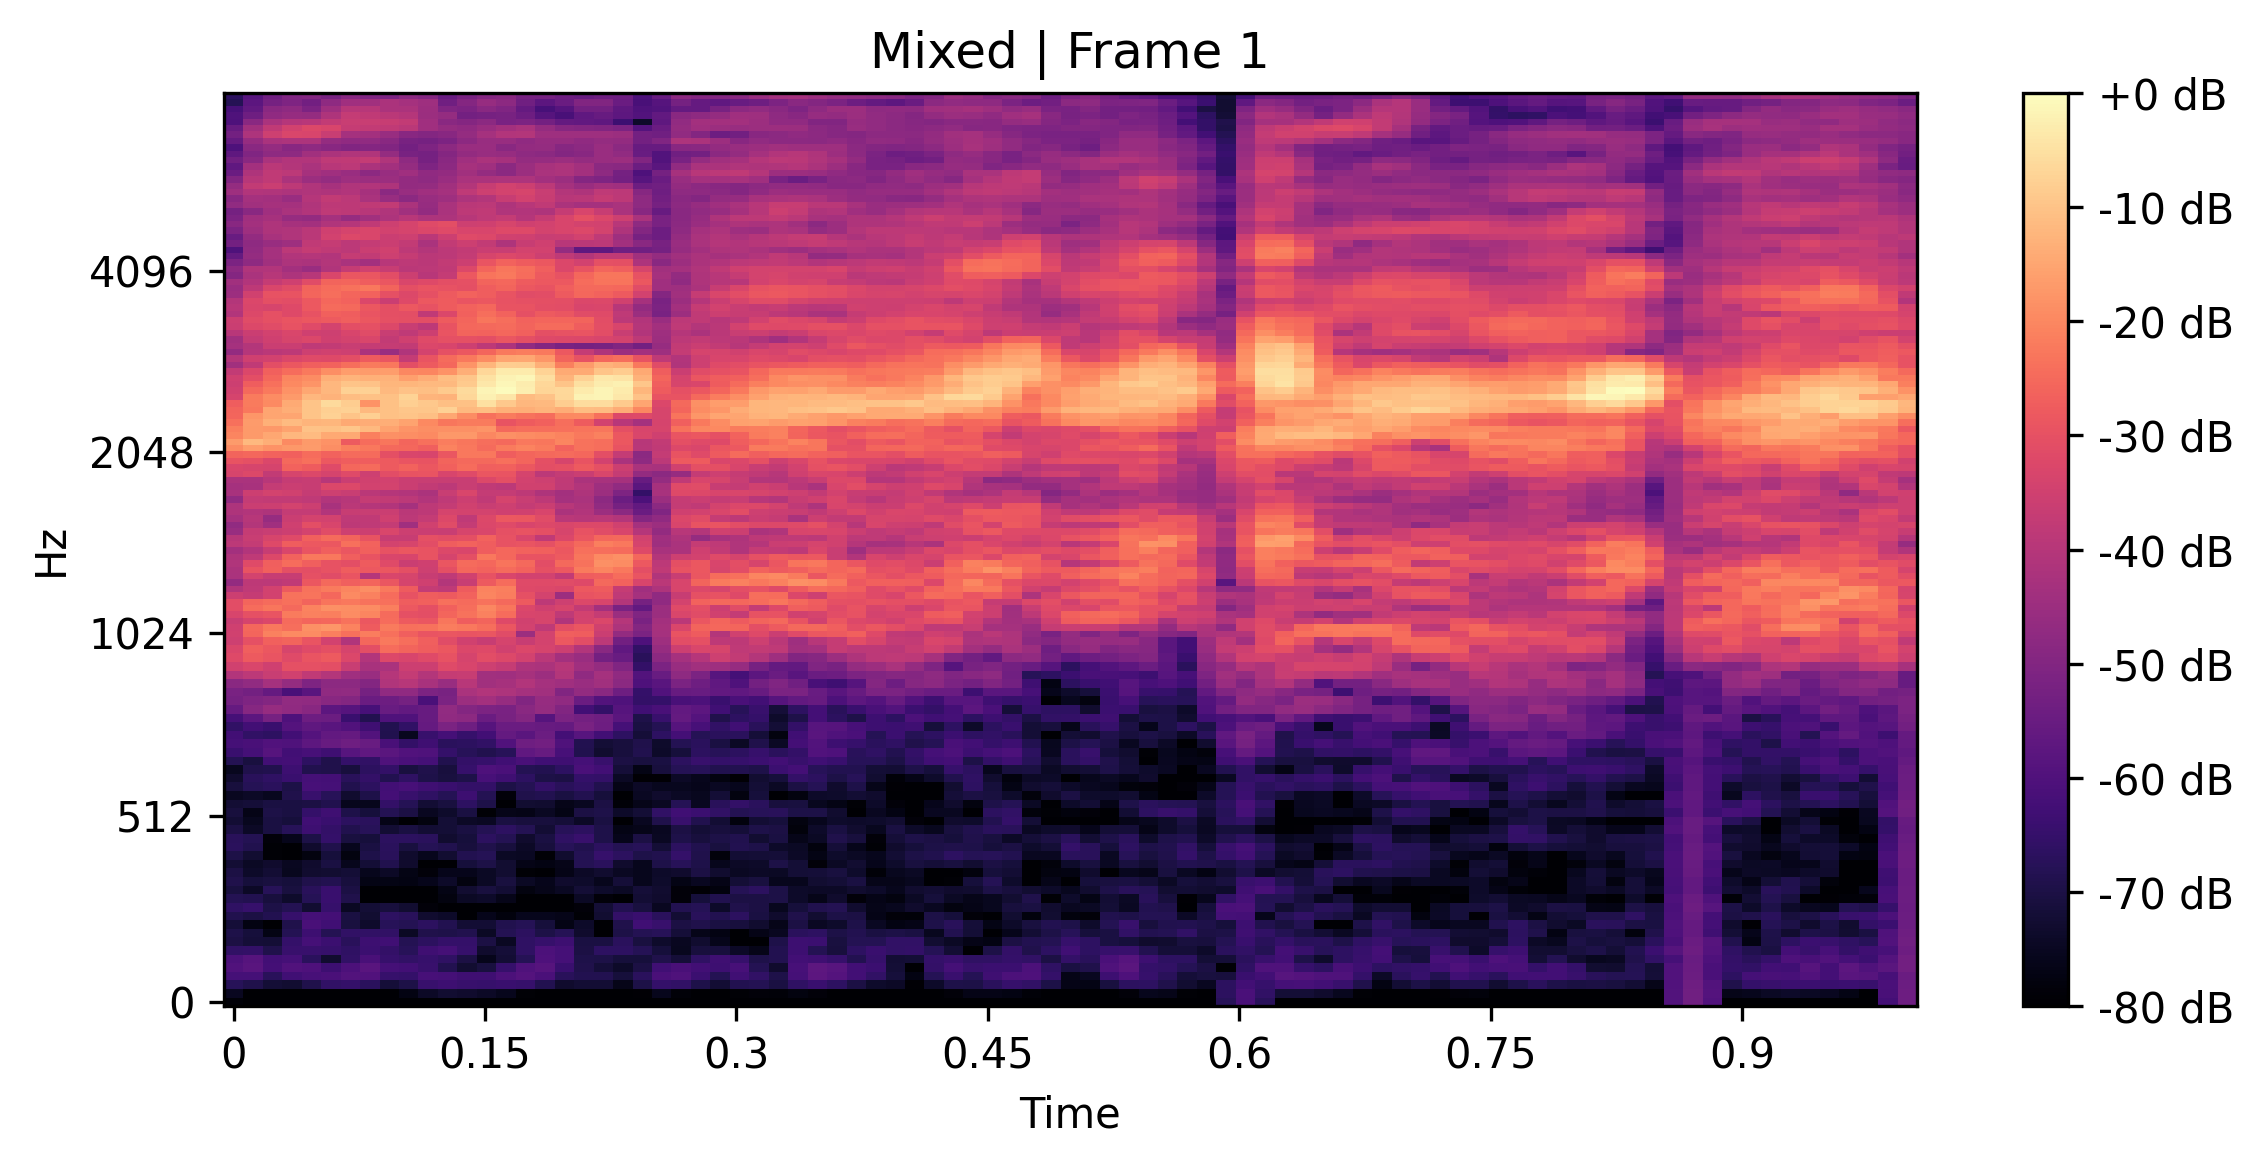 Mixed | Frame 1
+0 dB
-10 dB
-20 dB
-30 dB
-40 dB
-50 dB
-60 dB
-70 dB
-80 dB
Hz
4096
2048
1024
512
0
0 0.15 0.3 0.45 0.6 0.75 0.9
Time